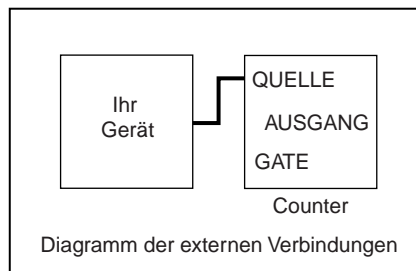 Ihr
Gerät
QUELLE
AUSGANG
GATE
Counter
Diagramm der externen Verbindungen